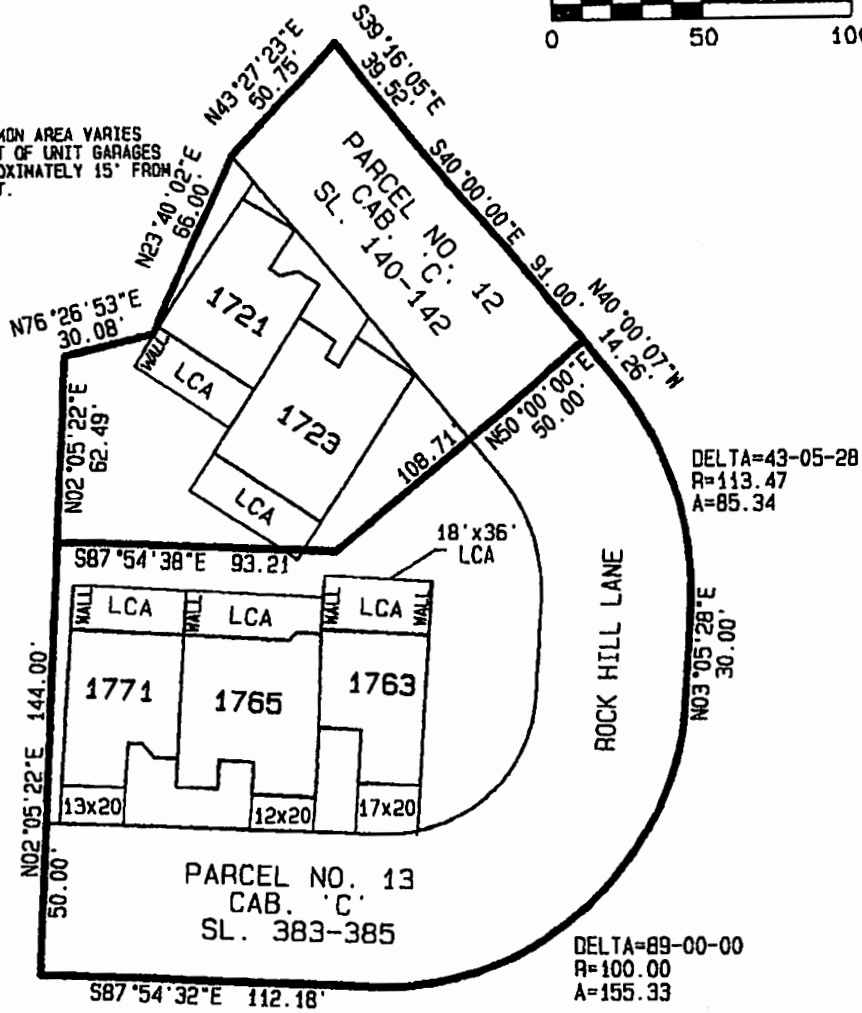 0 50
MON AREA VARIES
T OF UNIT GARAGES
OXIMATELY 15' FROM
T.
N43°27'23"E
50.75'
S39°16'05"E
39.52'
N23°40'02"E
66.00'
PARCEL NO. 12
CAB. 'C'
SL. 140-142
S40°00'00"E 91.00'
N40°00'07"W
14.26'
N76°26'53"E
30.08'
1721
WALL
LCA
1723
LCA
108.71'
N50°00'00"E
50.00'
N02°05'22"E
62.49'
DELTA=43-05-28
R=113.47
A=85.34
18'x36'
LCA
S87°54'38"E 93.21'
WALL
LCA
WALL
LCA
WALL
LCA
WALL
1771
1765
1763
ROCK HILL LANE
N03°05'28"E
30.00'
N02°05'22"E 144.00'
13x20
12x20
17x20
50.00'
PARCEL NO. 13
CAB. 'C'
SL. 383-385
DELTA=89-00-00
R=100.00
A=155.33
S87°54'32"E 112.18'